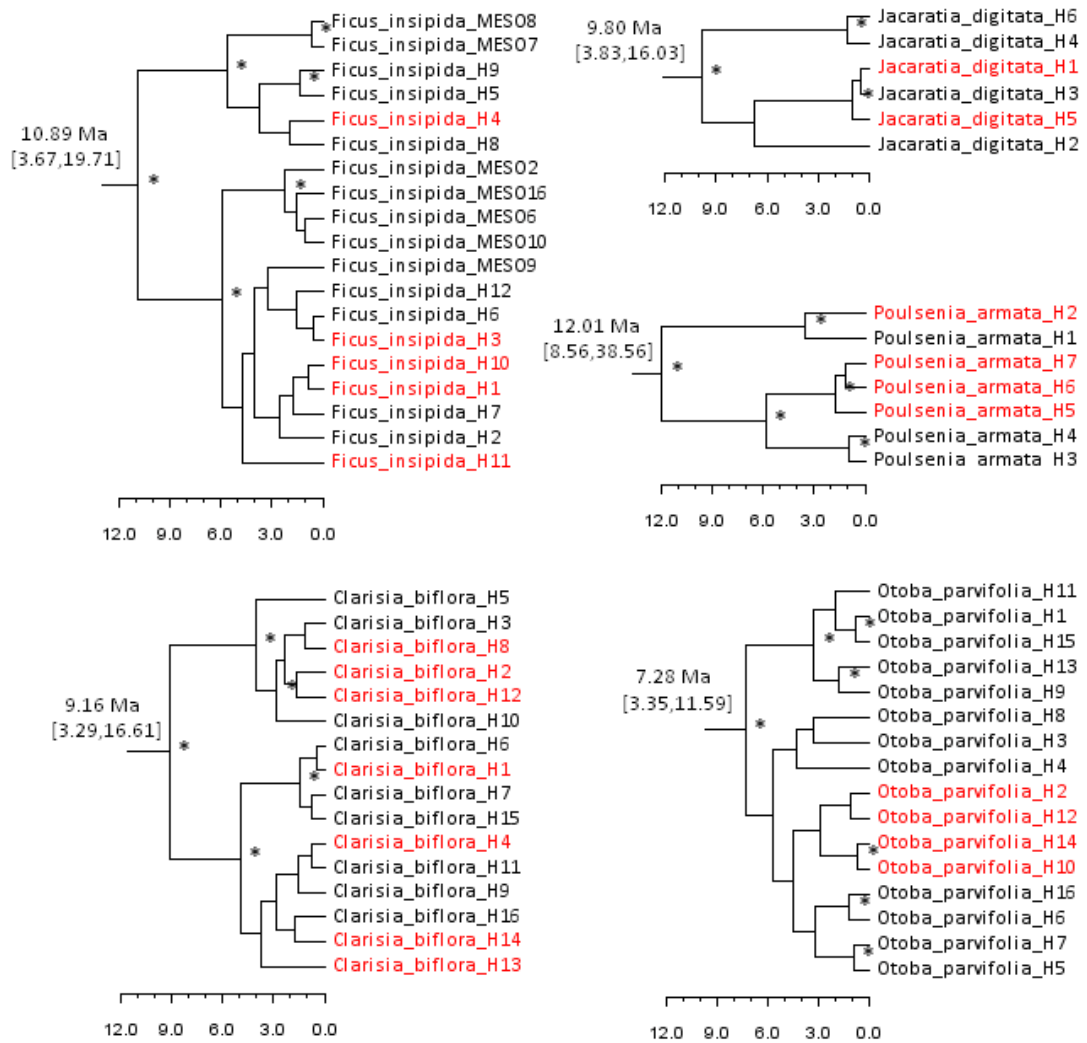 Ficus_insipida_MESO8
Ficus_insipida_MESO7
Ficus_insipida_H9
Ficus_insipida_H5
Ficus_insipida_H4
Ficus_insipida_H8
10.89 Ma
[3.67,19.71]
Ficus_insipida_MESO2
Ficus_insipida_MESO16
Ficus_insipida_MESO6
Ficus_insipida_MESO10
Ficus_insipida_MESO9
Ficus_insipida_H12
Ficus_insipida_H6
Ficus_insipida_H3
Ficus_insipida_H10
Ficus_insipida_H1
Ficus_insipida_H7
Ficus_insipida_H2
Ficus_insipida_H11
12.0 9.0 6.0 3.0 0.0
9.80 Ma
[3.83,16.03]
Jacaratia_digitata_H6
Jacaratia_digitata_H4
Jacaratia_digitata_H1
Jacaratia_digitata_H3
Jacaratia_digitata_H5
Jacaratia_digitata_H2
12.0 9.0 6.0 3.0 0.0
12.01 Ma
[8.56,38.56]
Poulsenia_armata_H2
Poulsenia_armata_H1
Poulsenia_armata_H7
Poulsenia_armata_H6
Poulsenia_armata_H5
Poulsenia_armata_H4
Poulsenia armata H3
12.0 9.0 6.0 3.0 0.0
Clarisia_biflora_H5
Clarisia_biflora_H3
Clarisia_biflora_H8
Clarisia_biflora_H2
Clarisia_biflora_H12
Clarisia_biflora_H10
9.16 Ma
[3.29,16.61]
Clarisia_biflora_H6
Clarisia_biflora_H1
Clarisia_biflora_H7
Clarisia_biflora_H15
Clarisia_biflora_H4
Clarisia_biflora_H11
Clarisia_biflora_H9
Clarisia_biflora_H16
Clarisia_biflora_H14
Clarisia_biflora_H13
12.0 9.0 6.0 3.0 0.0
Otoba_parvifolia_H11
Otoba_parvifolia_H1
Otoba_parvifolia_H15
Otoba_parvifolia_H13
Otoba_parvifolia_H9
7.28 Ma
[3.35,11.59]
Otoba_parvifolia_H8
Otoba_parvifolia_H3
Otoba_parvifolia_H4
Otoba_parvifolia_H2
Otoba_parvifolia_H12
Otoba_parvifolia_H14
Otoba_parvifolia_H10
Otoba_parvifolia_H16
Otoba_parvifolia_H6
Otoba_parvifolia_H7
Otoba_parvifolia_H5
12.0 9.0 6.0 3.0 0.0